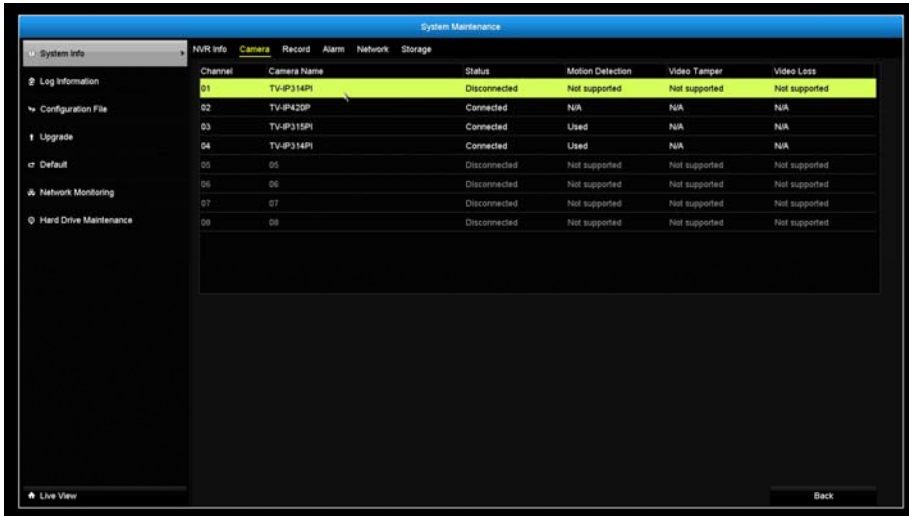 System Maintenance
System Info
Log Information
Configuration File
Upgrade
Default
Network Monitoring
Hard Drive Maintenance
Live View
NVR Info Camera Record Alarm Network Storage
Channel Camera Name Status Motion Detection Video Tamper Video Loss
01 TV-IP314PI Disconnected Not supported Not supported Not supported
02 TV-IP420P Connected N/A N/A N/A
03 TV-IP315PI Connected Used N/A N/A
04 TV-IP314PI Connected Used N/A N/A
05 05 Disconnected Not supported Not supported Not supported
06 06 Disconnected Not supported Not supported Not supported
07 07 Disconnected Not supported Not supported Not supported
08 08 Disconnected Not supported Not supported Not supported
Back